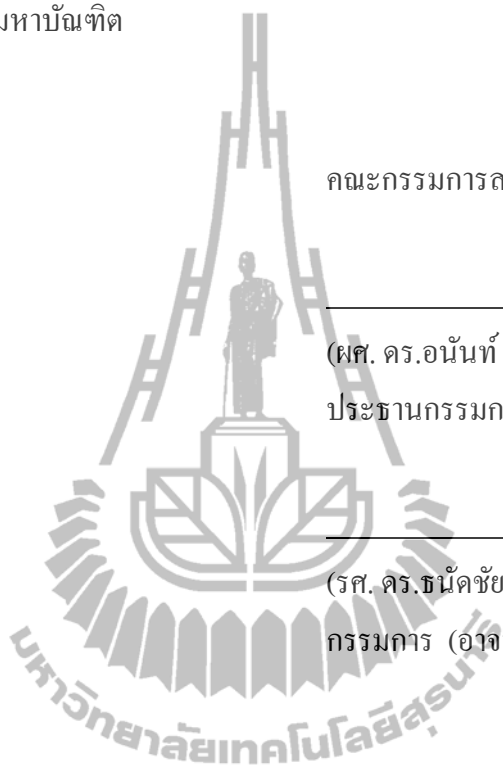 มหาบัณฑิต
คณะกรรมการส
(ผศ. ดร.อนันท์
ประธานกรรมก
(รศ. ดร.ธนัดชัย
กรรมการ (อาจ
มหาวิทยาลัยเทคโนโลยีสุรนารี